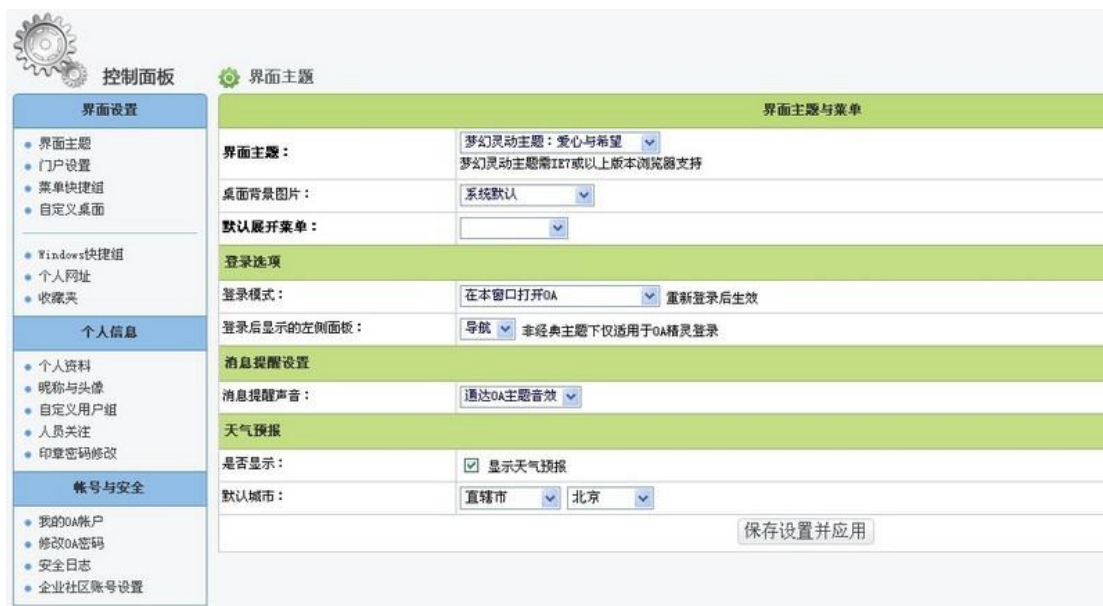 控制面板
界面主题
界面设置
界面主题
门户设置
菜单快捷组
自定义桌面
Windows快捷组
个人网址
收藏夹
个人信息
个人资料
昵称与头像
自定义用户组
人员关注
印章密码修改
帐号与安全
我的OA帐户
修改OA密码
安全日志
企业社区账号设置
界面主题与菜单
界面主题：
梦幻灵动主题：爱心与希望
梦幻灵动主题需IE7或以上版本浏览器支持
桌面背景图片：
系统默认
默认展开菜单：
登录选项
登录模式：
在本窗口打开OA 重新登录后生效
登录后显示的左侧面板：
导航 非经典主题下仅适用于OA精灵登录
消息提醒设置
消息提醒声音：
通达OA主题音效
天气预报
是否显示：
显示天气预报
默认城市：
直辖市 北京
保存设置并应用